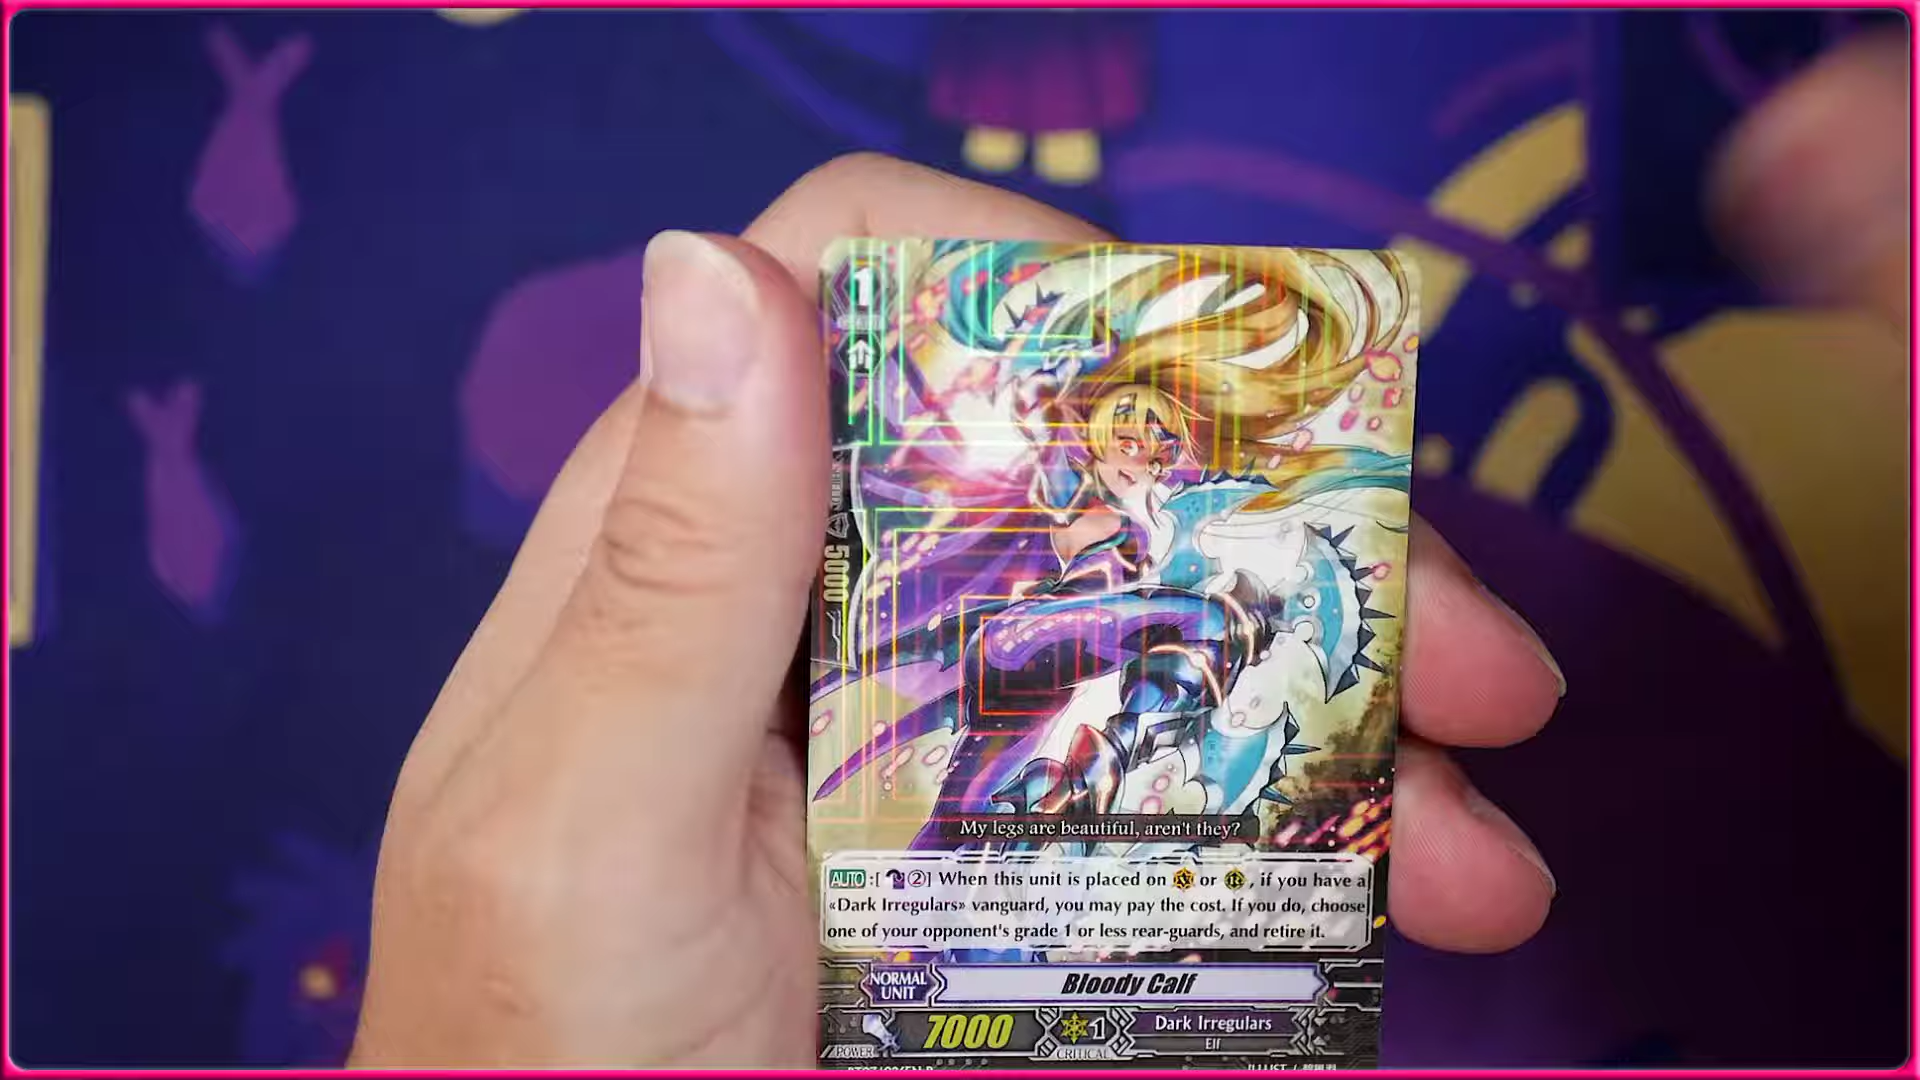 1
5000
My legs are beautiful, aren't they?
AUTO :[ ②] When this unit is placed on V or R , if you have a
«Dark Irregulars» vanguard, you may pay the cost. If you do, choose
one of your opponent's grade 1 or less rear-guards, and retire it.
NORMAL
UNIT
Bloody Calf
POWER 7000
1
CRITICAL
Dark Irregulars
Elf
ILLUST /